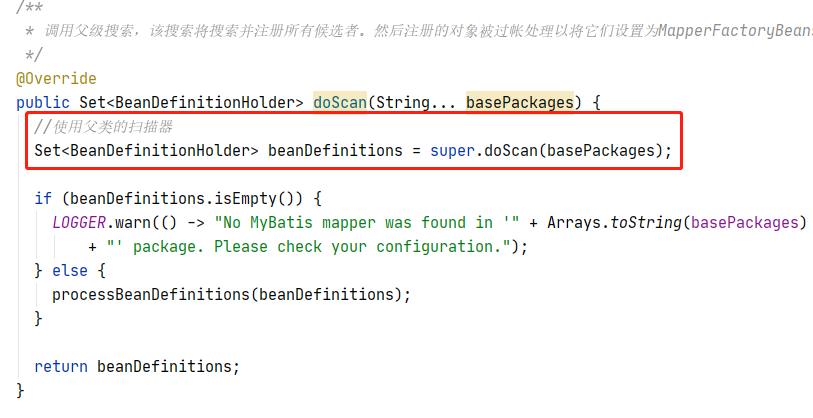 /**
 * 调用父级搜索，该搜索将搜索并注册所有候选者。然后注册的对象被过帐处理以将它们设置为MapperFactoryBean
 */
@Override
public Set<BeanDefinitionHolder> doScan(String... basePackages) {
//使用父类的扫描器
Set<BeanDefinitionHolder> beanDefinitions = super.doScan(basePackages);
if (beanDefinitions.isEmpty()) {
LOGGER.warn(() -> "No MyBatis mapper was found in '" + Arrays.toString(basePackages)
+ "' package. Please check your configuration.");
} else {
processBeanDefinitions(beanDefinitions);
}
return beanDefinitions;
}